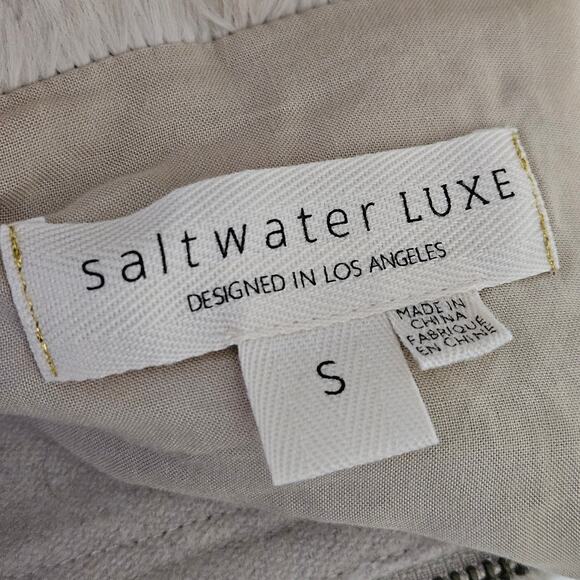 saltwater LUXE
DESIGNED IN LOS ANGELES
S
MADE IN
CHINA
FABRIQUE
EN CHINE